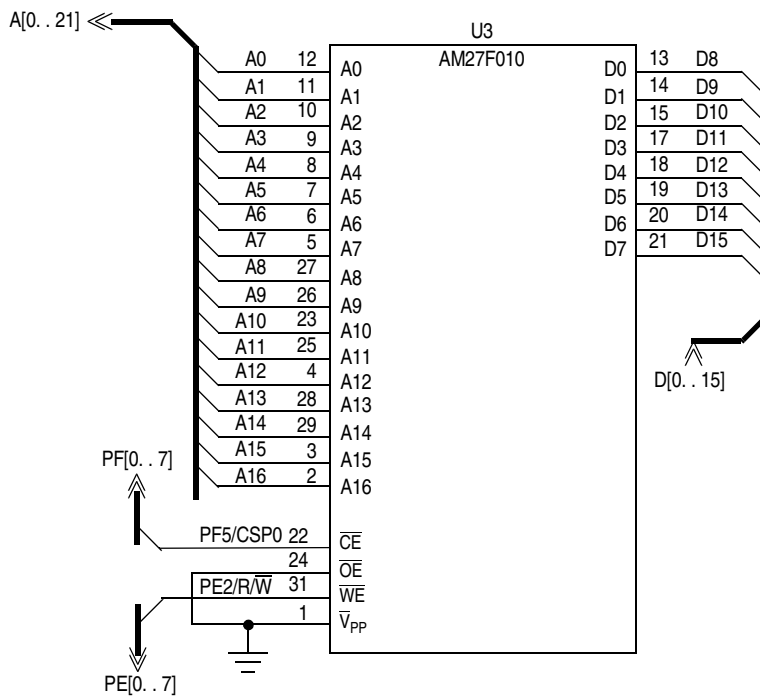 A[0. . 21]
U3
AM27F010
A0 12 A0 D0 13 D8
A1 11 A1 D1 14 D9
A2 10 A2 D2 15 D10
A3 9 A3 D3 17 D11
A4 8 A4 D4 18 D12
A5 7 A5 D5 19 D13
A6 6 A6 D6 20 D14
A7 5 A7 D7 21 D15
A8 27 A8
A9 26 A9
A10 23 A10
A11 25 A11
D[0. . 15]
A12 4 A12
A13 28 A13
A14 29 A14
A15 3 A15
PF[0. . 7]
A16 2 A16
PF5/CSP0 22 C̅E̅
24 O̅E̅
PE2/R/W̅ 31 W̅E̅
1 V̅PP
PE[0. . 7]